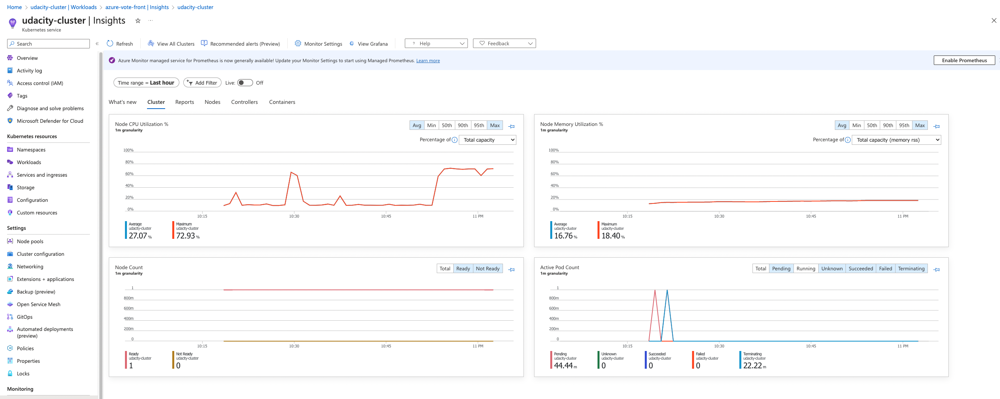 Home > udacity-cluster | Workloads > azure-vote-front | Insights > udacity-cluster
udacity-cluster | Insights
Kubernetes service
Search
Refresh
View All Clusters
Recommended alerts (Preview)
Monitor Settings
View Grafana
? Help
Feedback
Azure Monitor managed service for Prometheus is now generally available! Update your Monitor Settings to start using Managed Prometheus. Learn more
Enable Prometheus
Overview
Activity log
Access control (IAM)
Tags
Diagnose and solve problems
Microsoft Defender for Cloud
Kubernetes resources
Namespaces
Workloads
Services and ingresses
Storage
Configuration
Custom resources
Settings
Node pools
Cluster configuration
Networking
Extensions + applications
Backup (preview)
Open Service Mesh
GitOps
Automated deployments
(preview)
Policies
Properties
Locks
Monitoring
Time range = Last hour
Add Filter
Live: Off
What's new Cluster Reports Nodes Controllers Containers
Node CPU Utilization %
1m granularity
Avg Min 50th 90th 95th Max
Percentage of Total capacity
100%
80%
60%
40%
20%
0%
10:15 10:30 10:45 11 PM
Average
udacity-cluster
27.07 %
Maximum
udacity-cluster
72.93 %
Node Memory Utilization %
1m granularity
Avg Min 50th 90th 95th Max
Percentage of Total capacity (memory rss)
100%
80%
60%
40%
20%
0%
10:15 10:30 10:45 11 PM
Average
udacity-cluster
16.76 %
Maximum
udacity-cluster
18.40 %
Node Count
1m granularity
Total Ready Not Ready
1
800m
600m
400m
200m
0
10:15 10:30 10:45 11 PM
Ready
udacity-cluster
1
Not Ready
udacity-cluster
0
Active Pod Count
1m granularity
Total Pending Running Unknown Succeeded Failed Terminating
1
800m
600m
400m
200m
0
10:15 10:30 10:45 11 PM
Pending
udacity-cluster
44.44 m
Unknown
udacity-cluster
0
Succeeded
udacity-cluster
0
Failed
udacity-cluster
0
Terminating
udacity-cluster
22.22 m